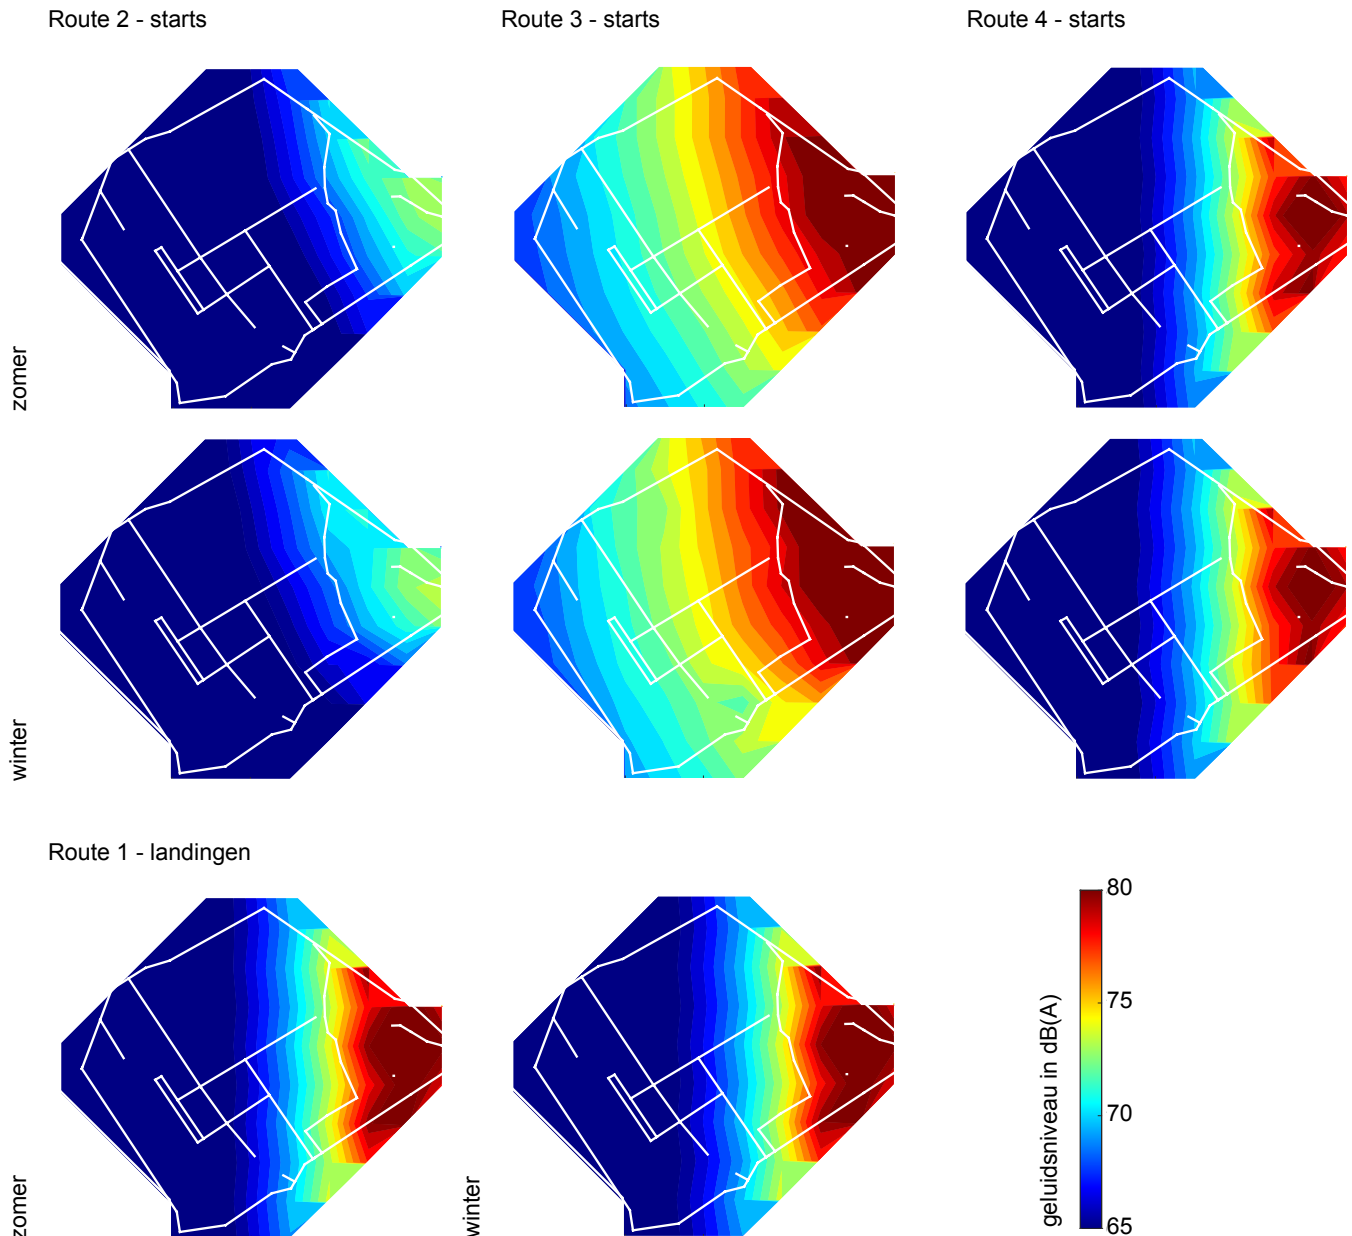 Route 2 - starts
Route 3 - starts
Route 4 - starts
zomer
winter
Route 1 - landingen
zomer
winter
geluidsniveau in dB(A)
80
75
70
65